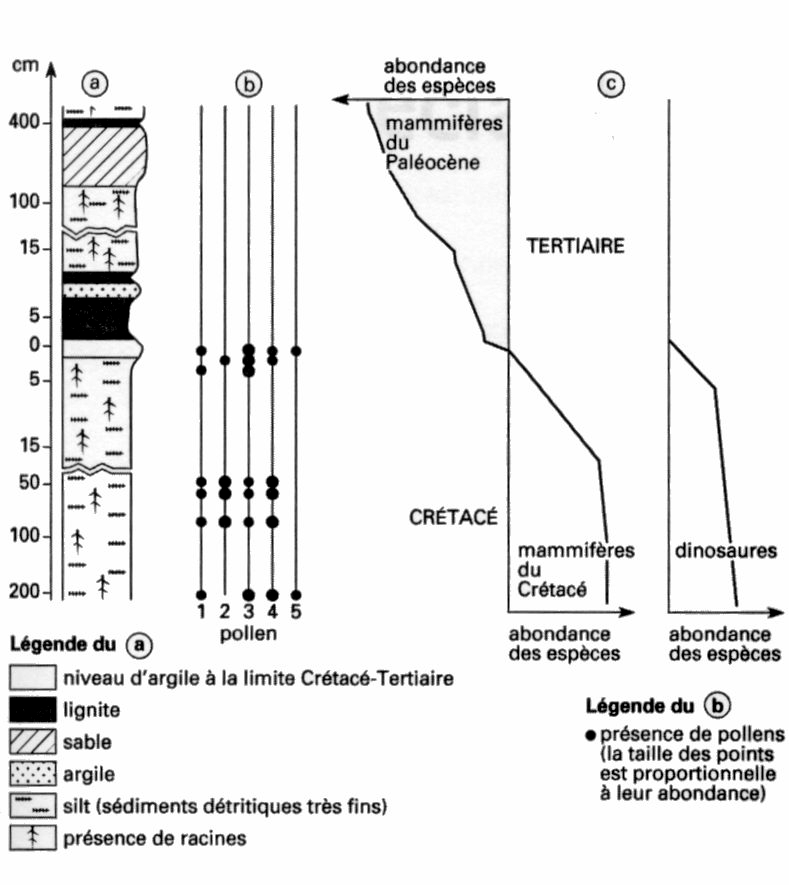 cm
a
b
c
abondance
des espèces
400
100
15
5
0
5
15
50
100
200
mammifères
du
Paléocène
TERTIAIRE
CRÉTACÉ
mammifères
du
Crétacé
dinosaures
1 2 3 4 5
pollen
abondance
des espèces
abondance
des espèces
Légende du a
niveau d'argile à la limite Crétacé-Tertiaire
lignite
sable
argile
silt (sédiments détritiques très fins)
présence de racines
Légende du b
présence de pollens
(la taille des points
est proportionnelle
à leur abondance)